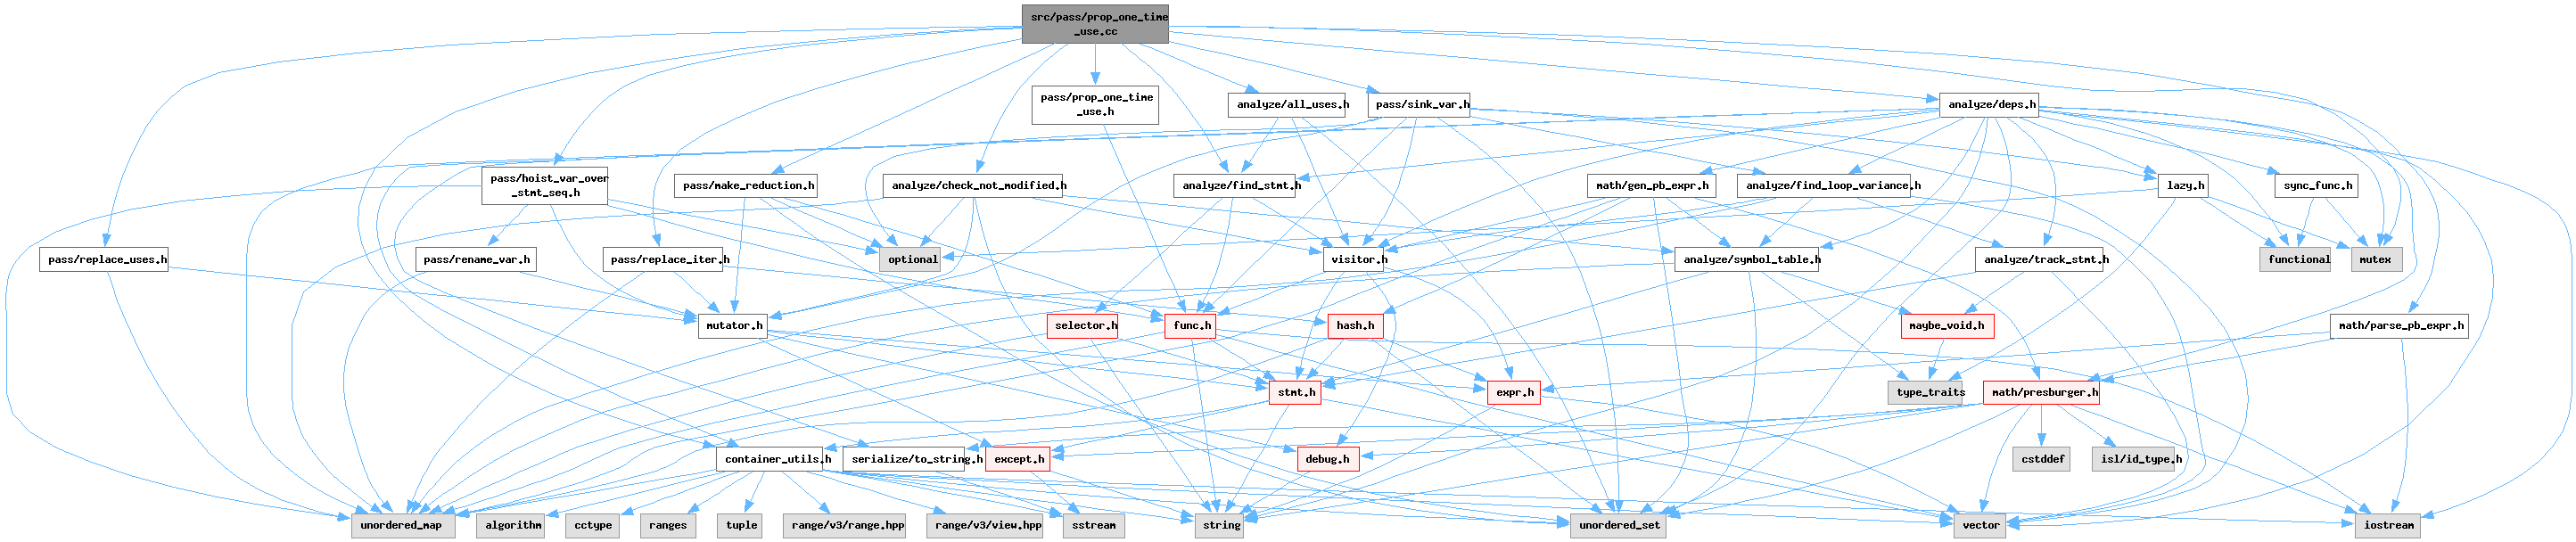 src/pass/prop_one_time
_use.cc
pass/prop_one_time
_use.h
analyze/all_uses.h
pass/sink_var.h
analyze/deps.h
pass/hoist_var_over
_stmt_seq.h
pass/make_reduction.h
analyze/check_not_modified.h
analyze/find_stmt.h
math/gen_pb_expr.h
analyze/find_loop_variance.h
lazy.h
sync_func.h
pass/replace_uses.h
pass/rename_var.h
pass/replace_iter.h
optional
visitor.h
analyze/symbol_table.h
analyze/track_stmt.h
functional
mutex
mutator.h
selector.h
func.h
hash.h
maybe_void.h
math/parse_pb_expr.h
stmt.h
expr.h
type_traits
math/presburger.h
container_utils.h
serialize/to_string.h
except.h
debug.h
cstddef
isl/id_type.h
unordered_map
algorithm
cctype
ranges
tuple
range/v3/range.hpp
range/v3/view.hpp
sstream
string
unordered_set
vector
iostream